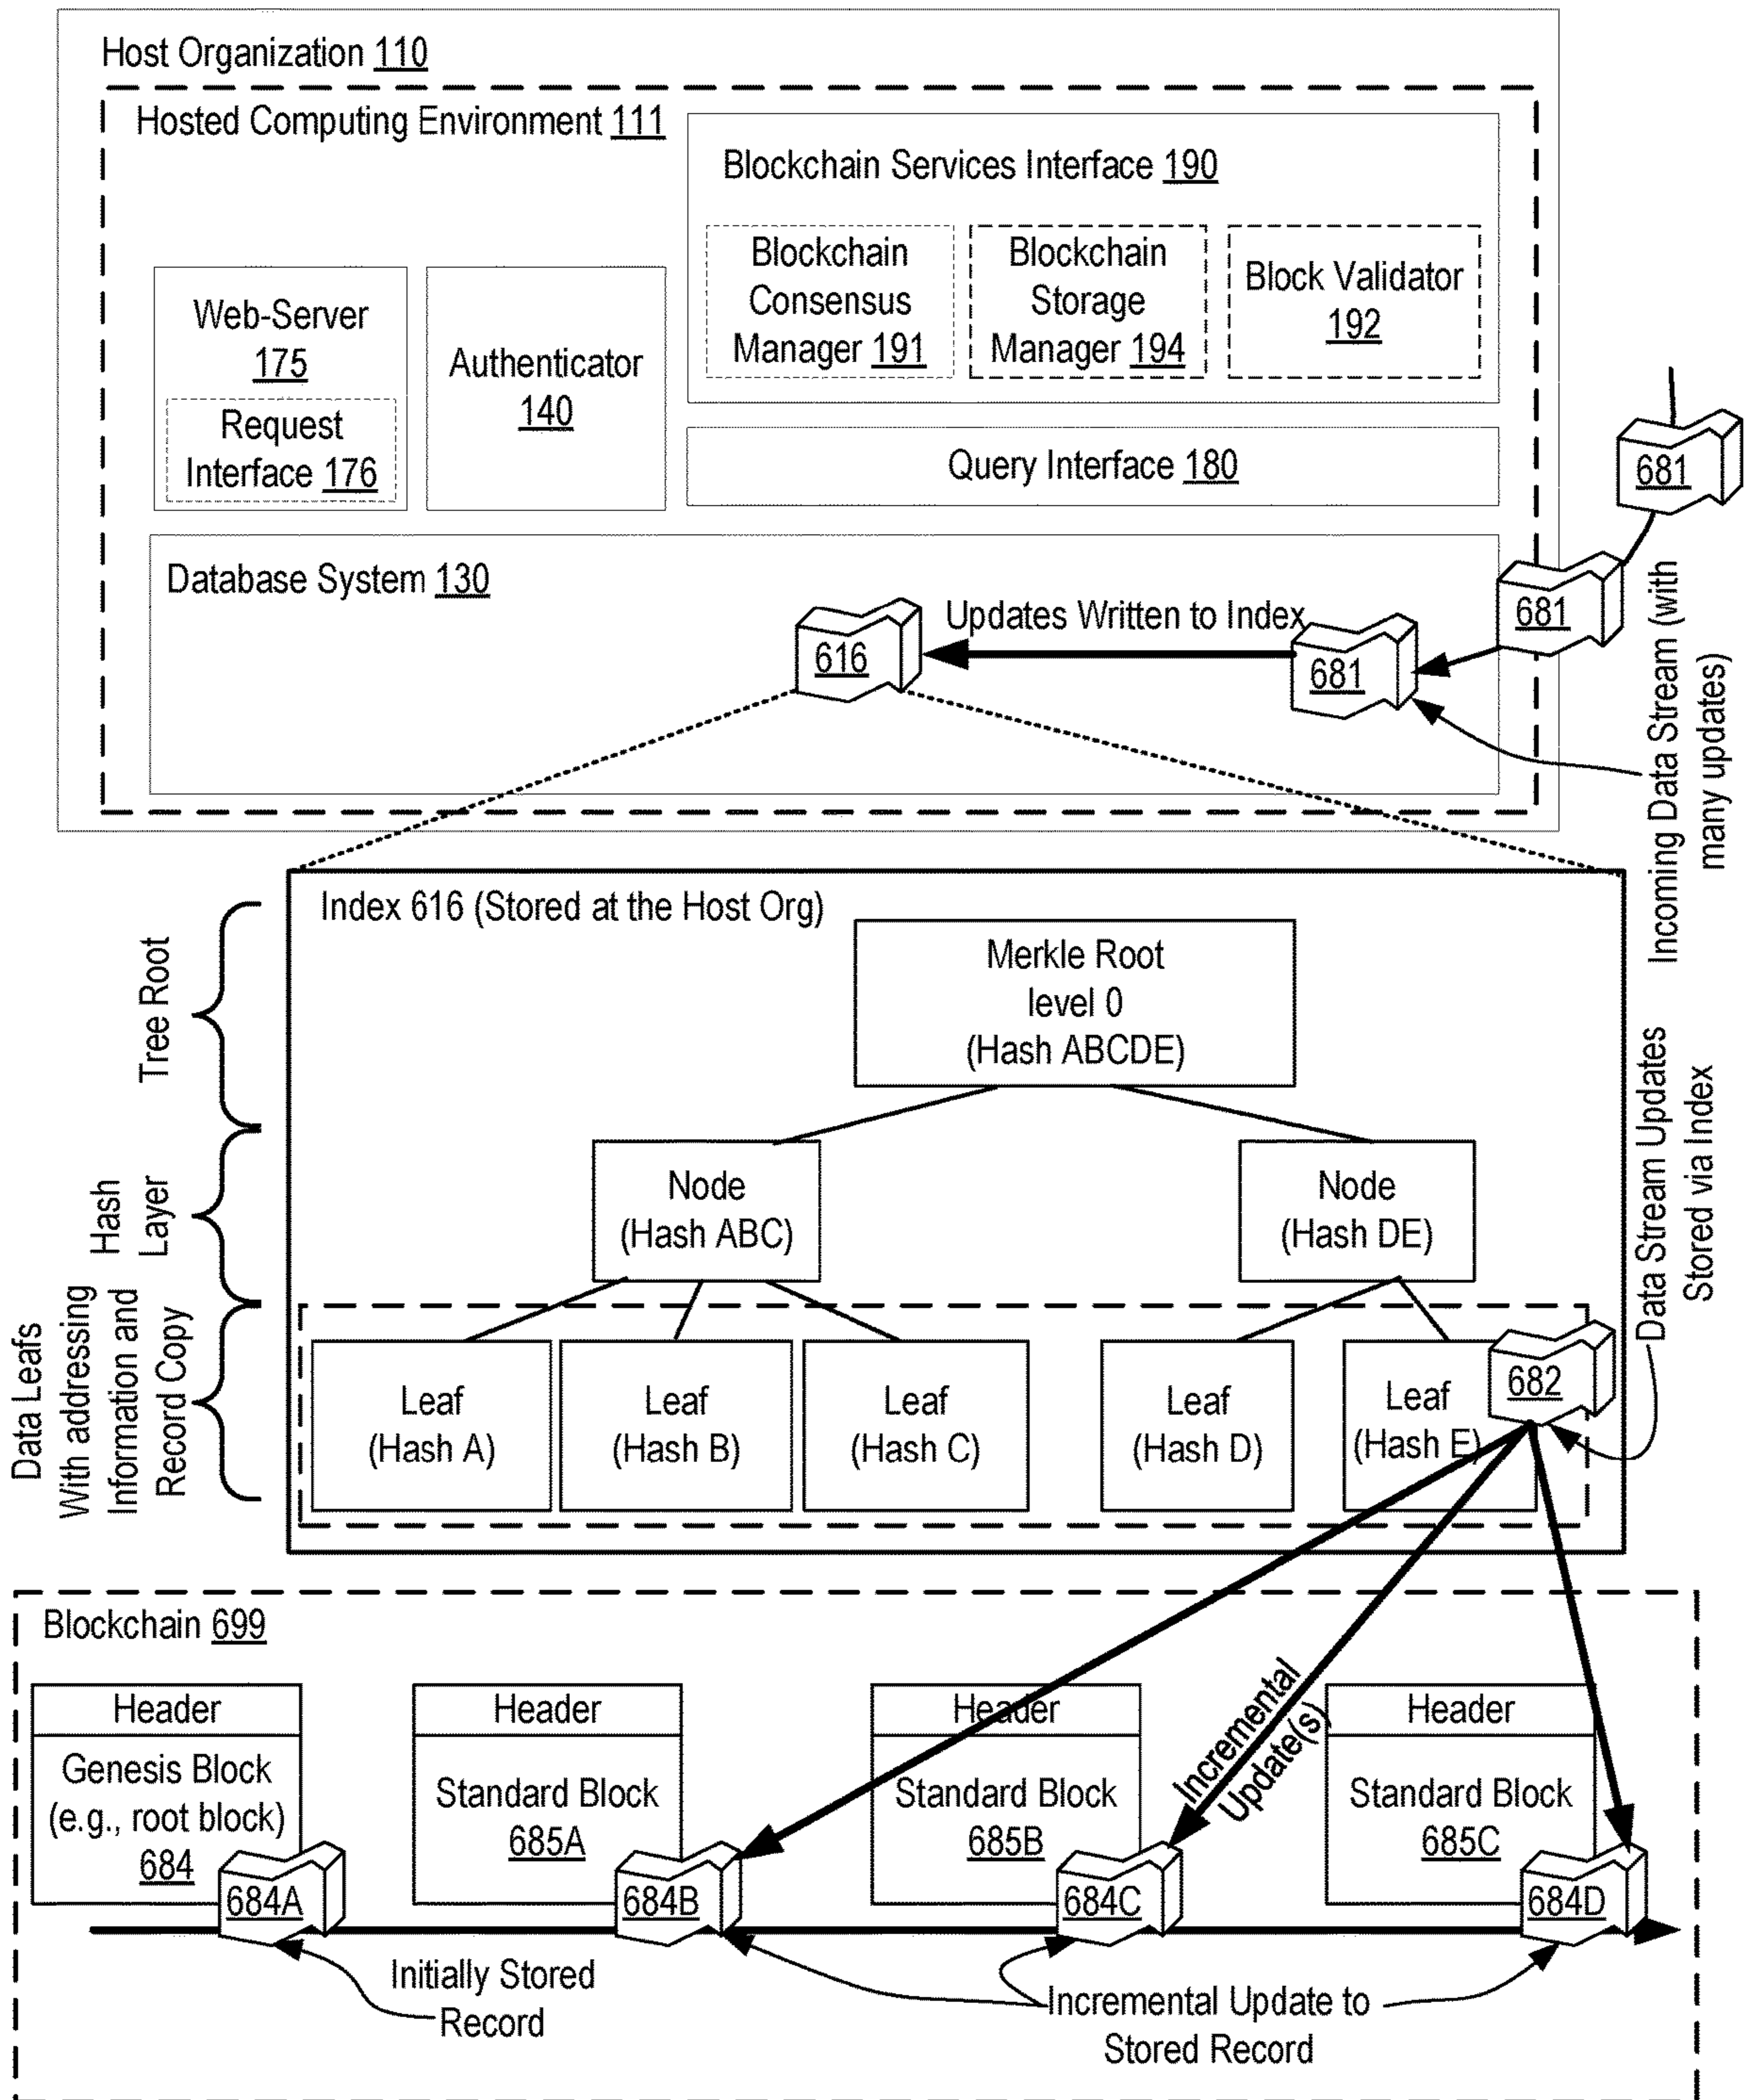 Host Organization 110
Hosted Computing Environment 111
Blockchain Services Interface 190
Blockchain
Consensus
Manager 191
Blockchain
Storage
Manager 194
Block Validator
192
Web-Server
175
Request
Interface 176
Authenticator
140
Query Interface 180
681
681
Database System 130
Updates Written to Index
616
681
Incoming Data Stream (with
many updates)
Index 616 (Stored at the Host Org)
Tree Root
Merkle Root
level 0
(Hash ABCDE)
Hash
Layer
Node
(Hash ABC)
Node
(Hash DE)
Data Stream Updates
Stored via Index
Data Leafs
With addressing
Information and
Record Copy
Leaf
(Hash A)
Leaf
(Hash B)
Leaf
(Hash C)
Leaf
(Hash D)
Leaf
(Hash E)
682
Blockchain 699
Header
Genesis Block
(e.g., root block)
684
684A
Header
Standard Block
685A
684B
Header
Standard Block
685B
684C
Incremental
Update(s)
Header
Standard Block
685C
684D
Initially Stored
Record
Incremental Update to
Stored Record